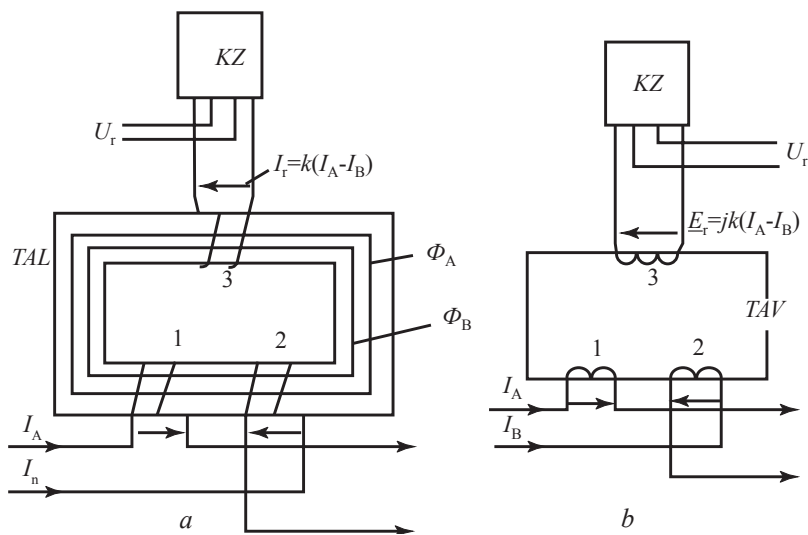 KZ
U_r
I_r=k(I_A-I_B)
TAL
Φ_A
Φ_B
3
1
2
I_A
I_n
a
KZ
U_r
E_r=jk(I_A-I_B)
3
TAV
1
2
I_A
I_B
b